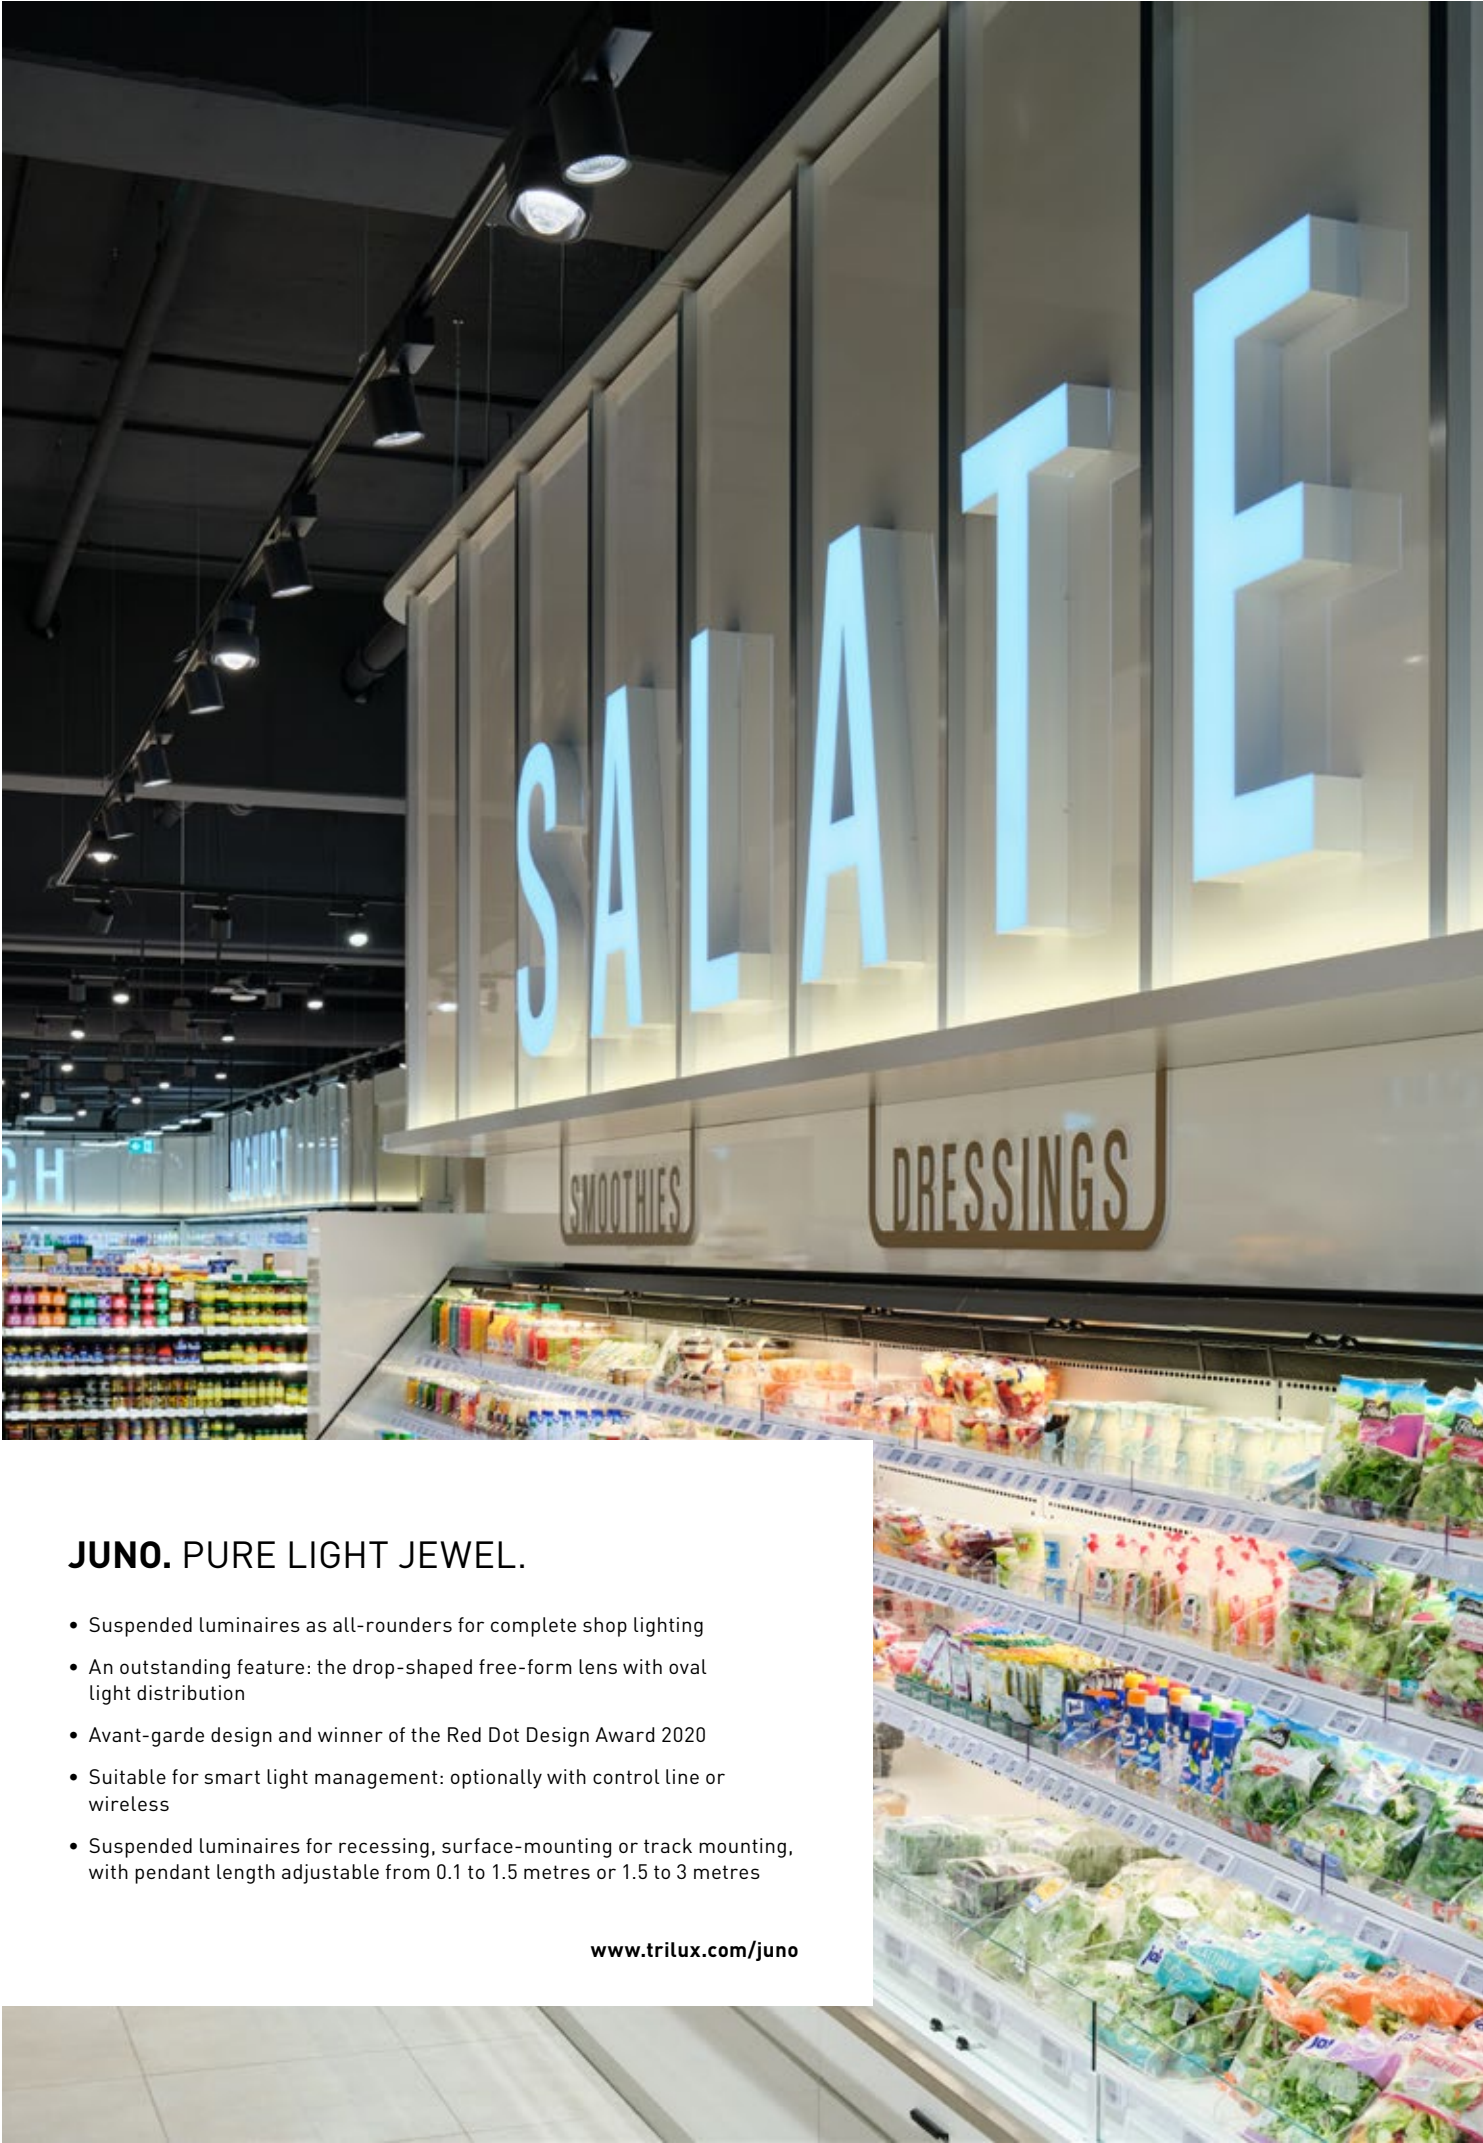 SALATE
SMOOTHIES
DRESSINGS
CH
JUNO. PURE LIGHT JEWEL.
• Suspended luminaires as all-rounders for complete shop lighting
• An outstanding feature: the drop-shaped free-form lens with oval
light distribution
• Avant-garde design and winner of the Red Dot Design Award 2020
• Suitable for smart light management: optionally with control line or
wireless
• Suspended luminaires for recessing, surface-mounting or track mounting,
with pendant length adjustable from 0.1 to 1.5 metres or 1.5 to 3 metres
www.trilux.com/juno
ja!
ja!